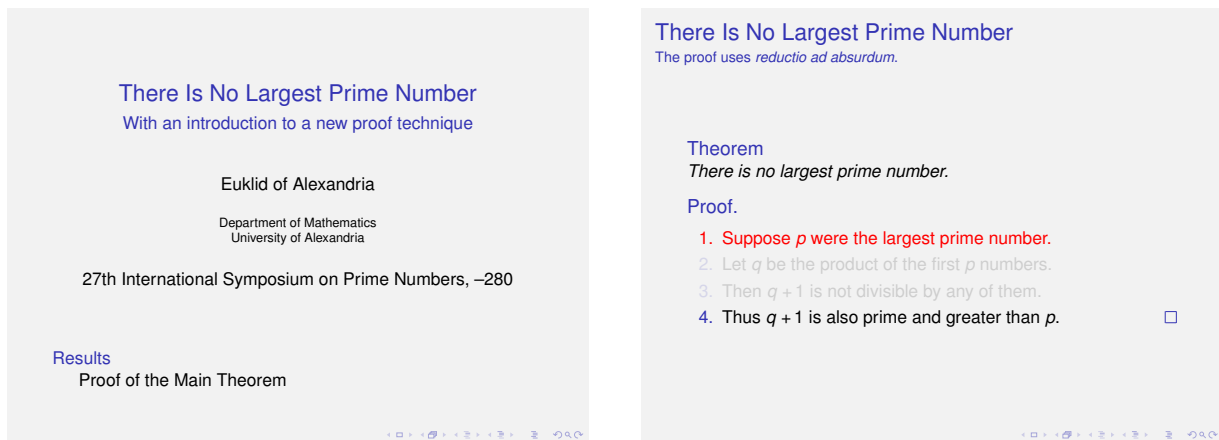 There Is No Largest Prime Number
With an introduction to a new proof technique
Euklid of Alexandria
Department of Mathematics
University of Alexandria
27th International Symposium on Prime Numbers, –280
Results
Proof of the Main Theorem
There Is No Largest Prime Number
The proof uses reductio ad absurdum.
Theorem
There is no largest prime number.
Proof.
1. Suppose p were the largest prime number.
2. Let q be the product of the first p numbers.
3. Then q + 1 is not divisible by any of them.
4. Thus q + 1 is also prime and greater than p.